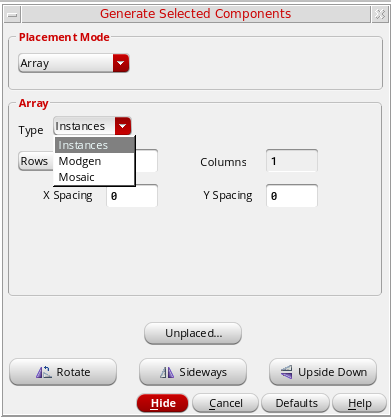 Generate Selected Components
Placement Mode
Array
Array
Type Instances
Instances
Modgen
Mosaic
Rows
Columns 1
X Spacing 0 Y Spacing 0
Unplaced...
Rotate Sideways Upside Down
Hide Cancel Defaults Help